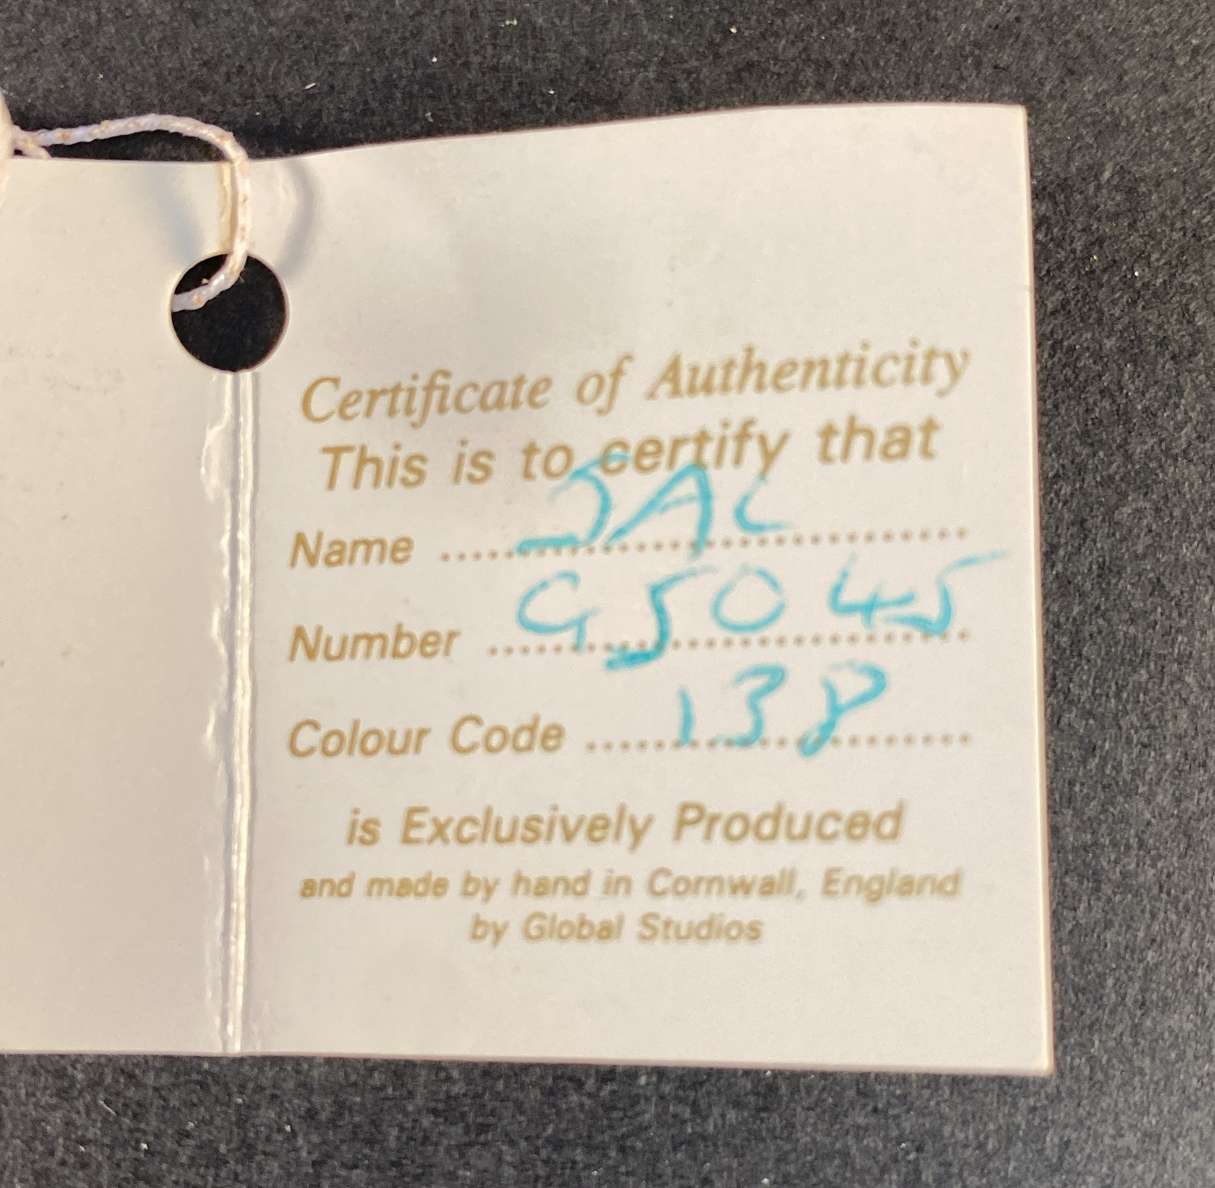 Certificate of Authenticity
This is to certify that
Name ........ JAC
Number ........ G5045
Colour Code ........ 138
is Exclusively Produced
and made by hand in Cornwall, England
by Global Studios